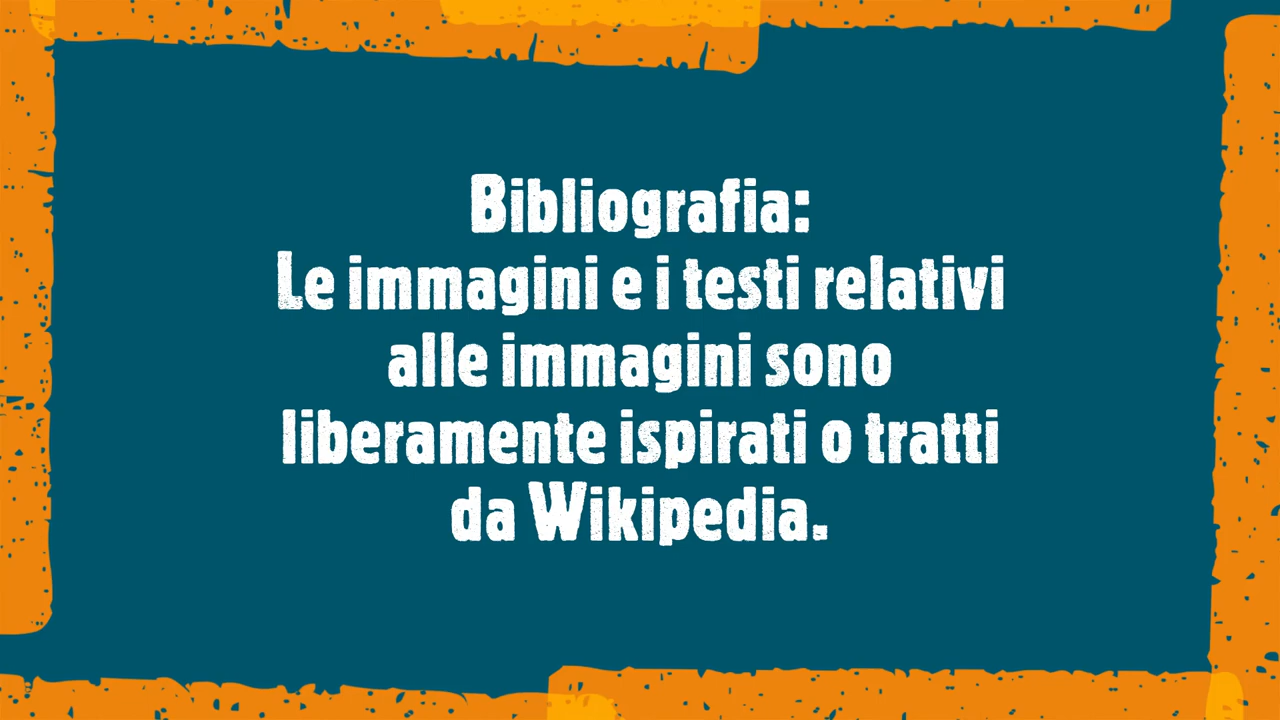 Bibliografia:
Le immagini e i testi relativi
alle immagini sono
liberamente ispirati o tratti
da Wikipedia.